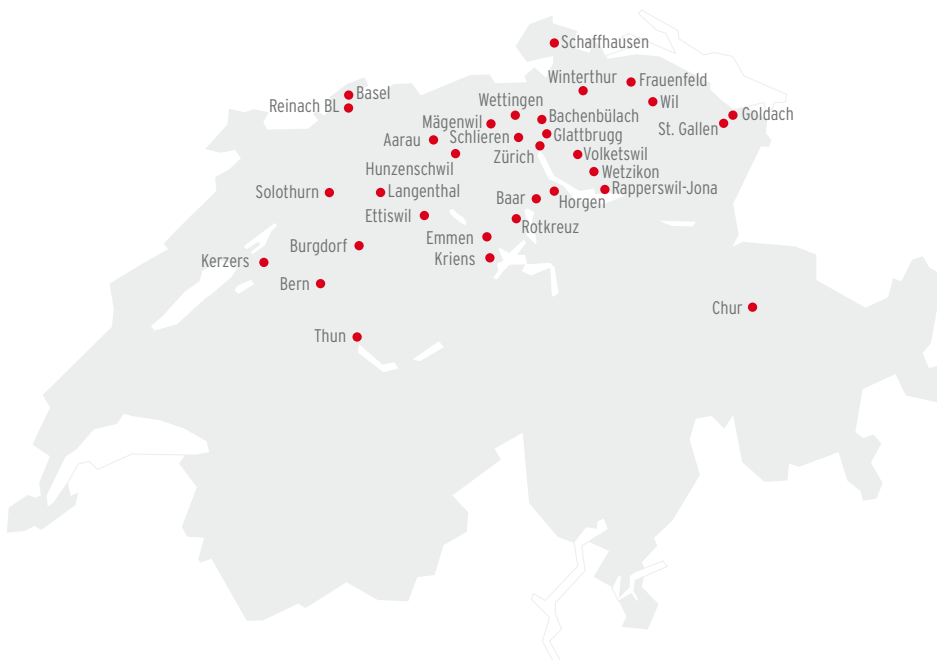 Schaffhausen
Winterthur
Frauenfeld
Basel
Reinach BL
Wettingen
Wil
Mägenwil
Bachenbülach
Goldach
St. Gallen
Aarau
Schlieren
Glattbrugg
Zürich
Volketswil
Hunzenschwil
Wetzikon
Solothurn
Langenthal
Baar
Horgen
Rapperswil-Jona
Ettiswil
Rotkreuz
Emmen
Burgdorf
Kriens
Kerzers
Bern
Chur
Thun